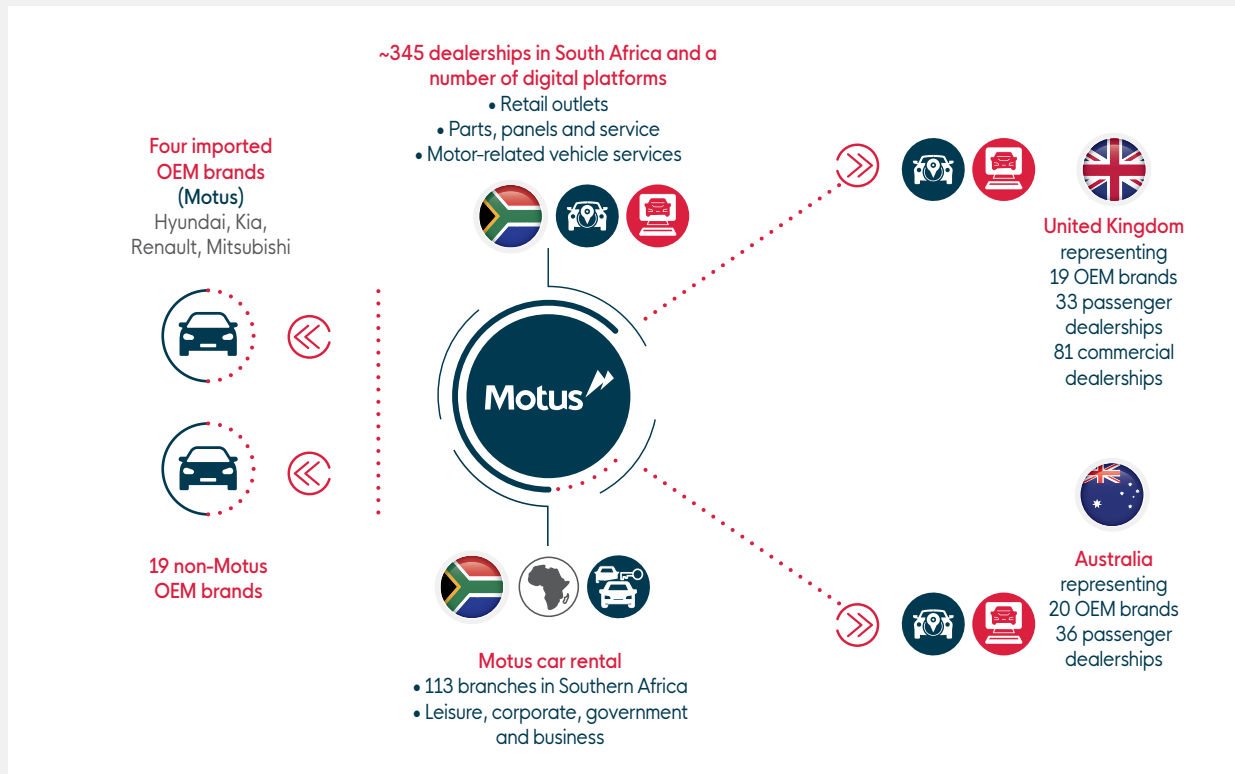 ~345 dealerships in South Africa and a
number of digital platforms
• Retail outlets
• Parts, panels and service
• Motor-related vehicle services
Four imported
OEM brands
(Motus)
Hyundai, Kia,
Renault, Mitsubishi
19 non-Motus
OEM brands
Motus
Motus car rental
• 113 branches in Southern Africa
• Leisure, corporate, government
and business
United Kingdom
representing
19 OEM brands
33 passenger
dealerships
81 commercial
dealerships
Australia
representing
20 OEM brands
36 passenger
dealerships